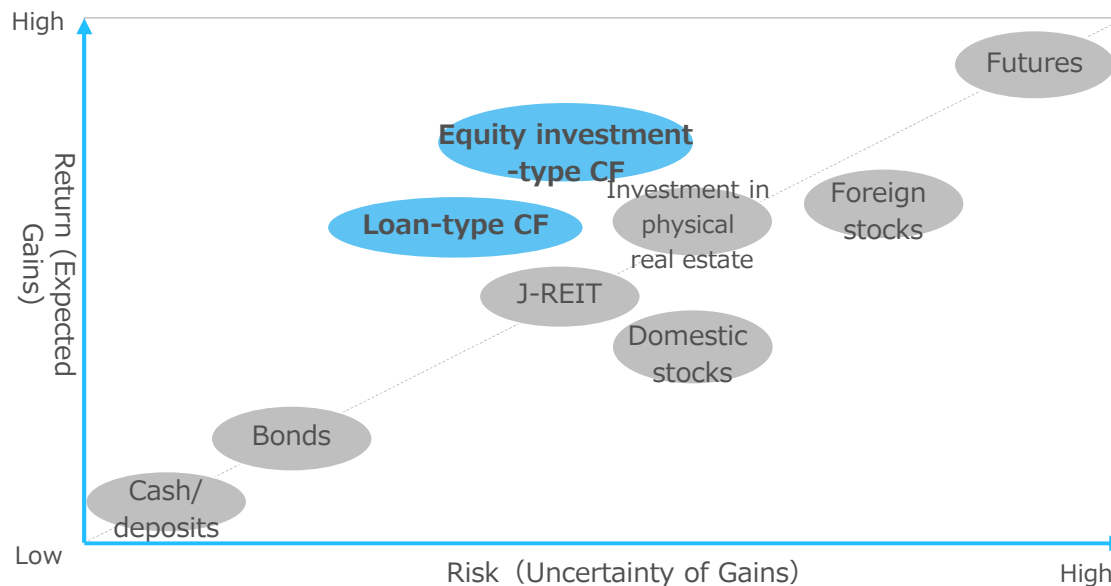 High
Futures
Equity investment
-type CF
Investment in
physical
real estate
Foreign
stocks
Loan-type CF
J-REIT
Domestic
stocks
Bonds
Cash/
deposits
Return（Expected
Gains）
Low
Risk（Uncertainty of Gains）
High